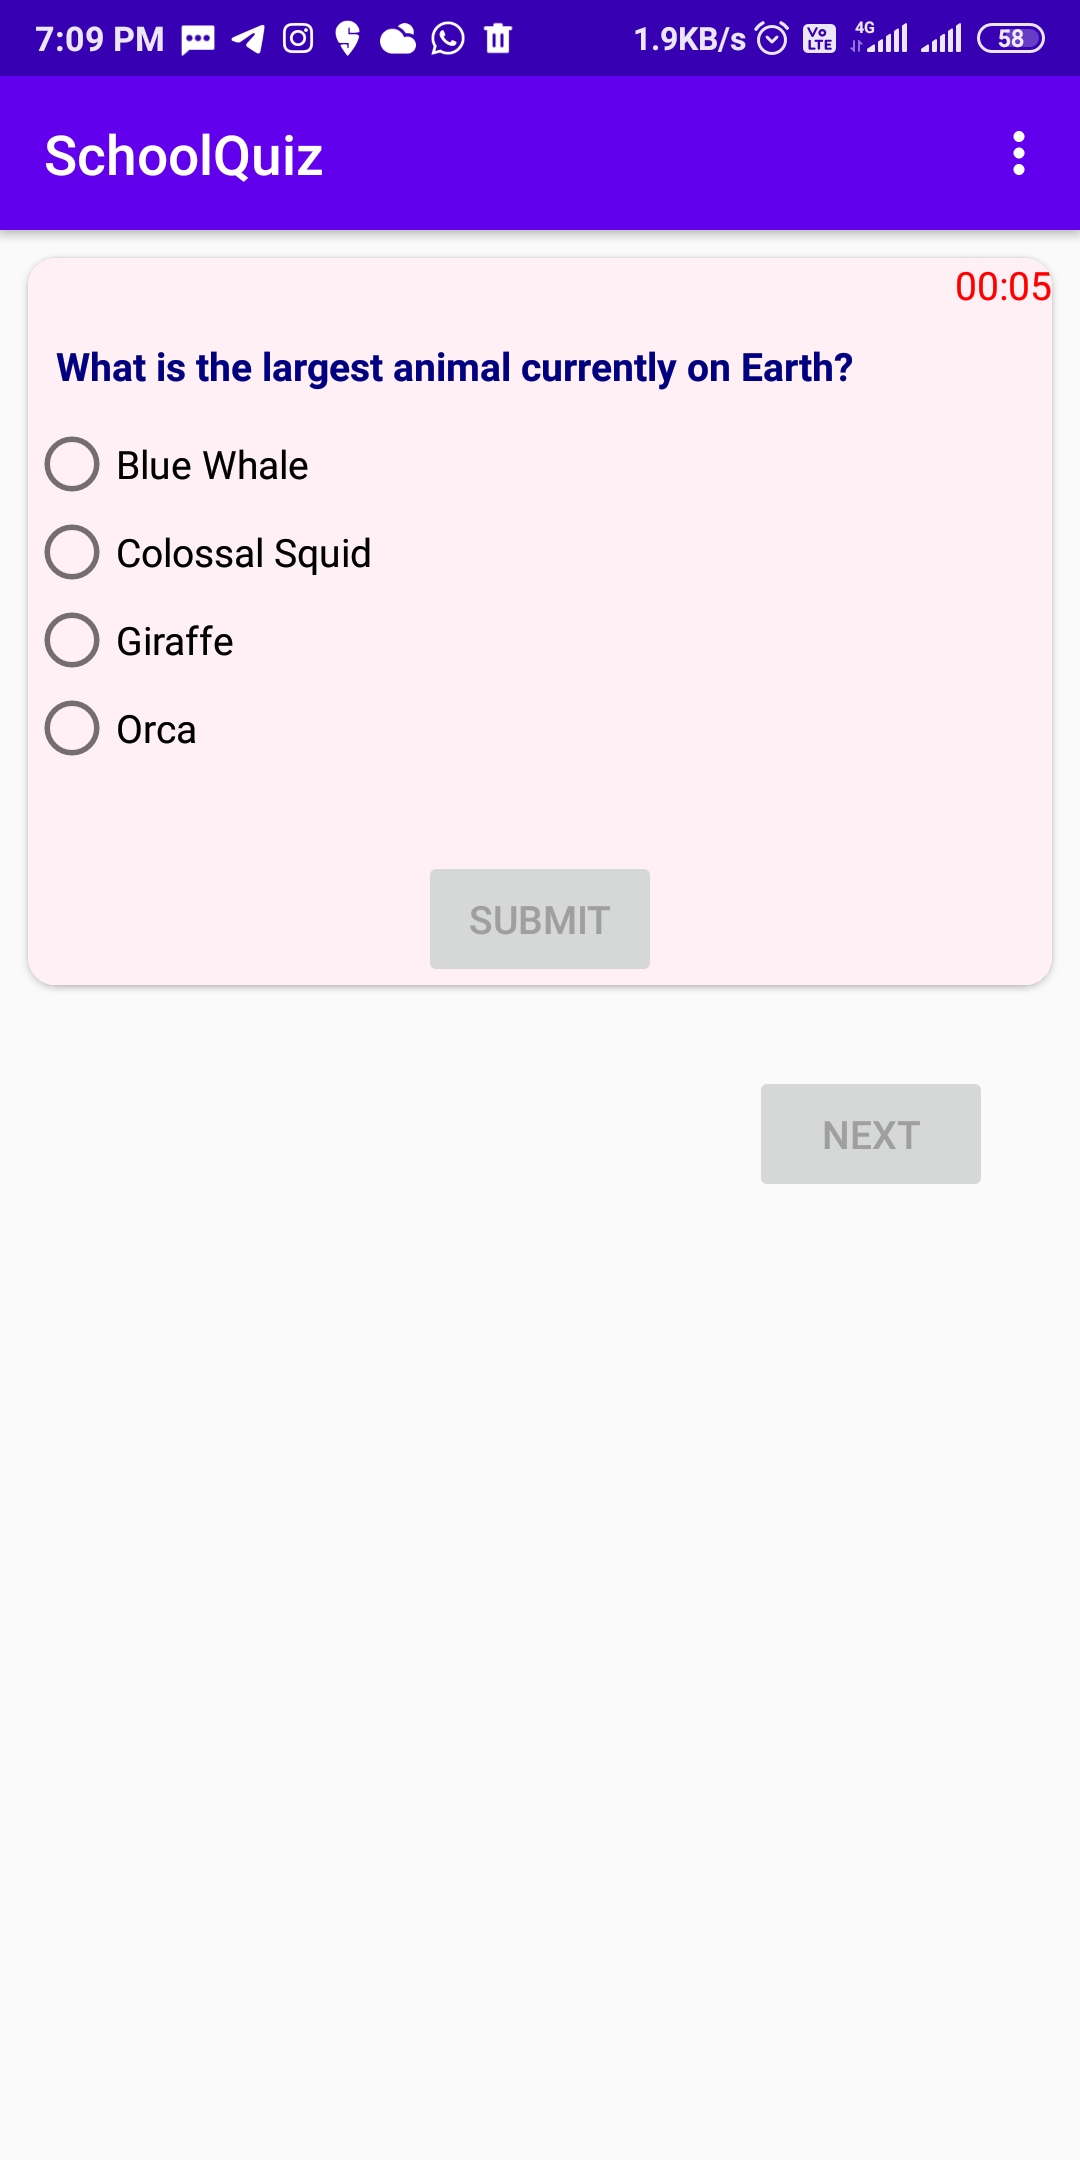 7:09 PM 1.9KB/s Vo LTE 4G 58
SchoolQuiz
00:05
What is the largest animal currently on Earth?
Blue Whale
Colossal Squid
Giraffe
Orca
SUBMIT
NEXT